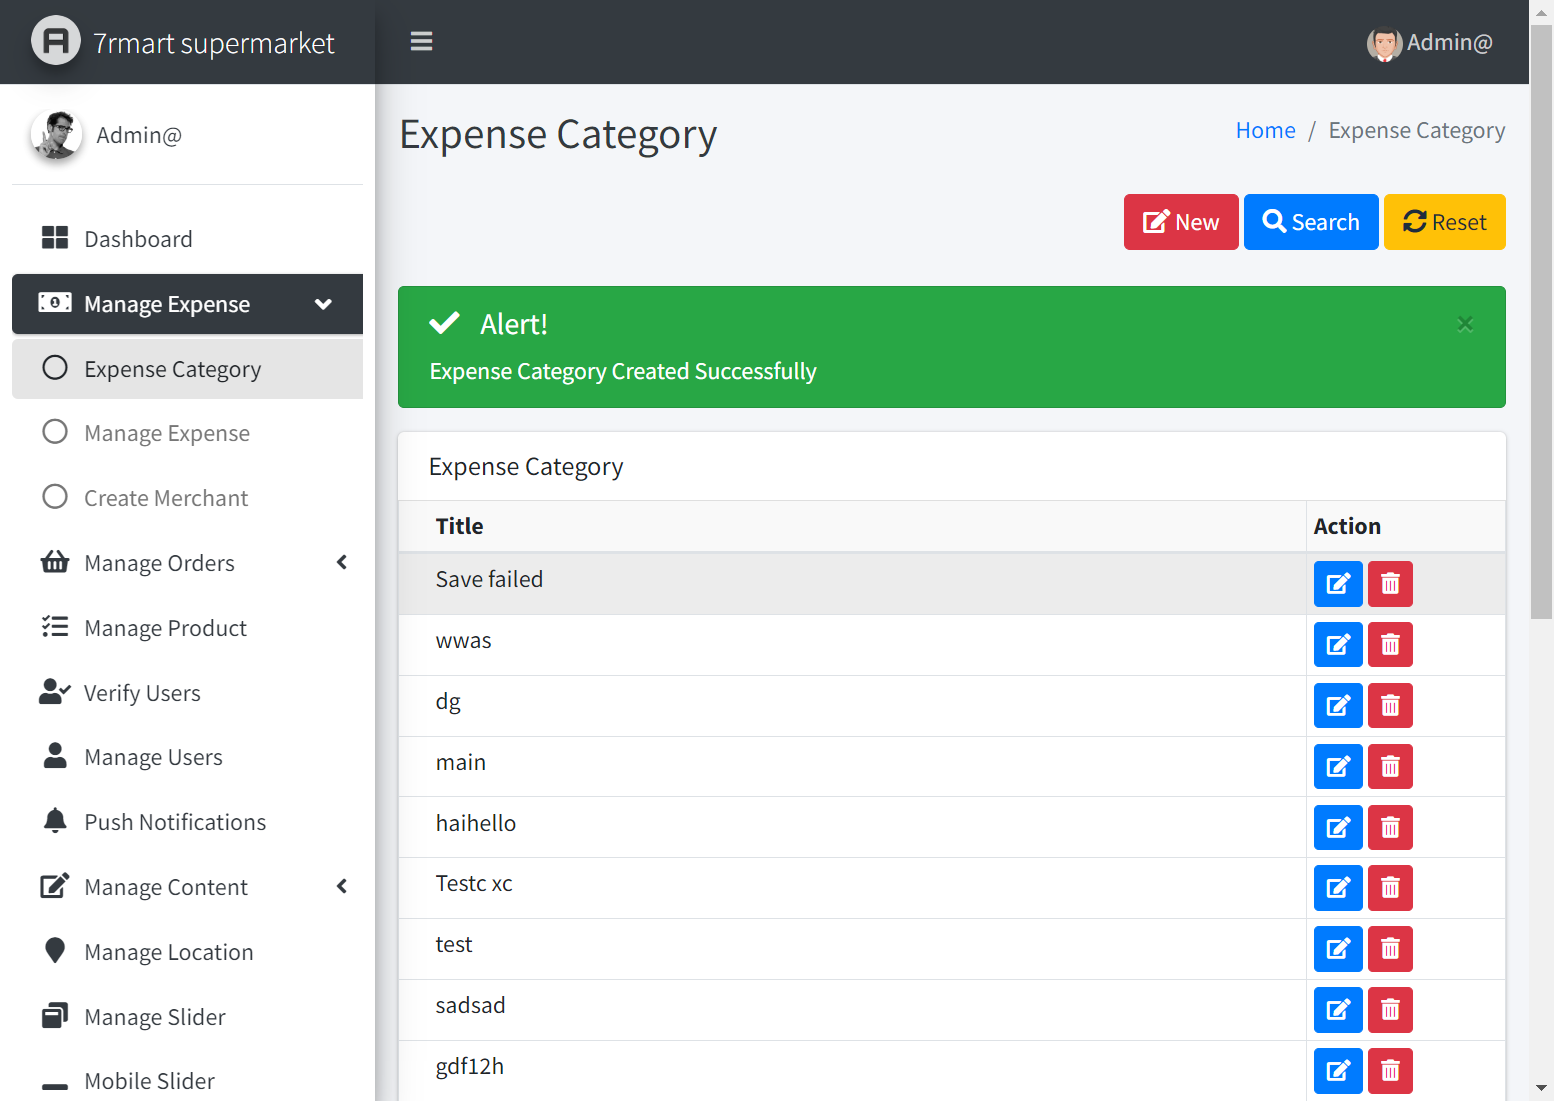 7rmart supermarket
Admin@
Admin@
Expense Category
Home / Expense Category
New
Search
Reset
Alert!
×
Expense Category Created Successfully
Dashboard
Manage Expense
Expense Category
Manage Expense
Create Merchant
Manage Orders
Manage Product
Verify Users
Manage Users
Push Notifications
Manage Content
Manage Location
Manage Slider
Mobile Slider
Expense Category
Title Action
Save failed
wwas
dg
main
haihello
Testc xc
test
sadsad
gdf12h